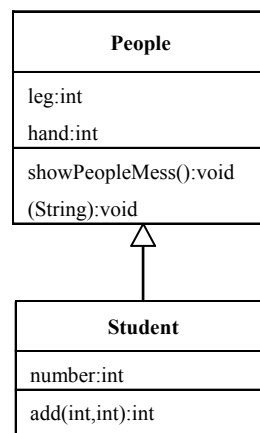 People
leg:int
hand:int
showPeopleMess():void
(String):void
Student
number:int
add(int,int):int